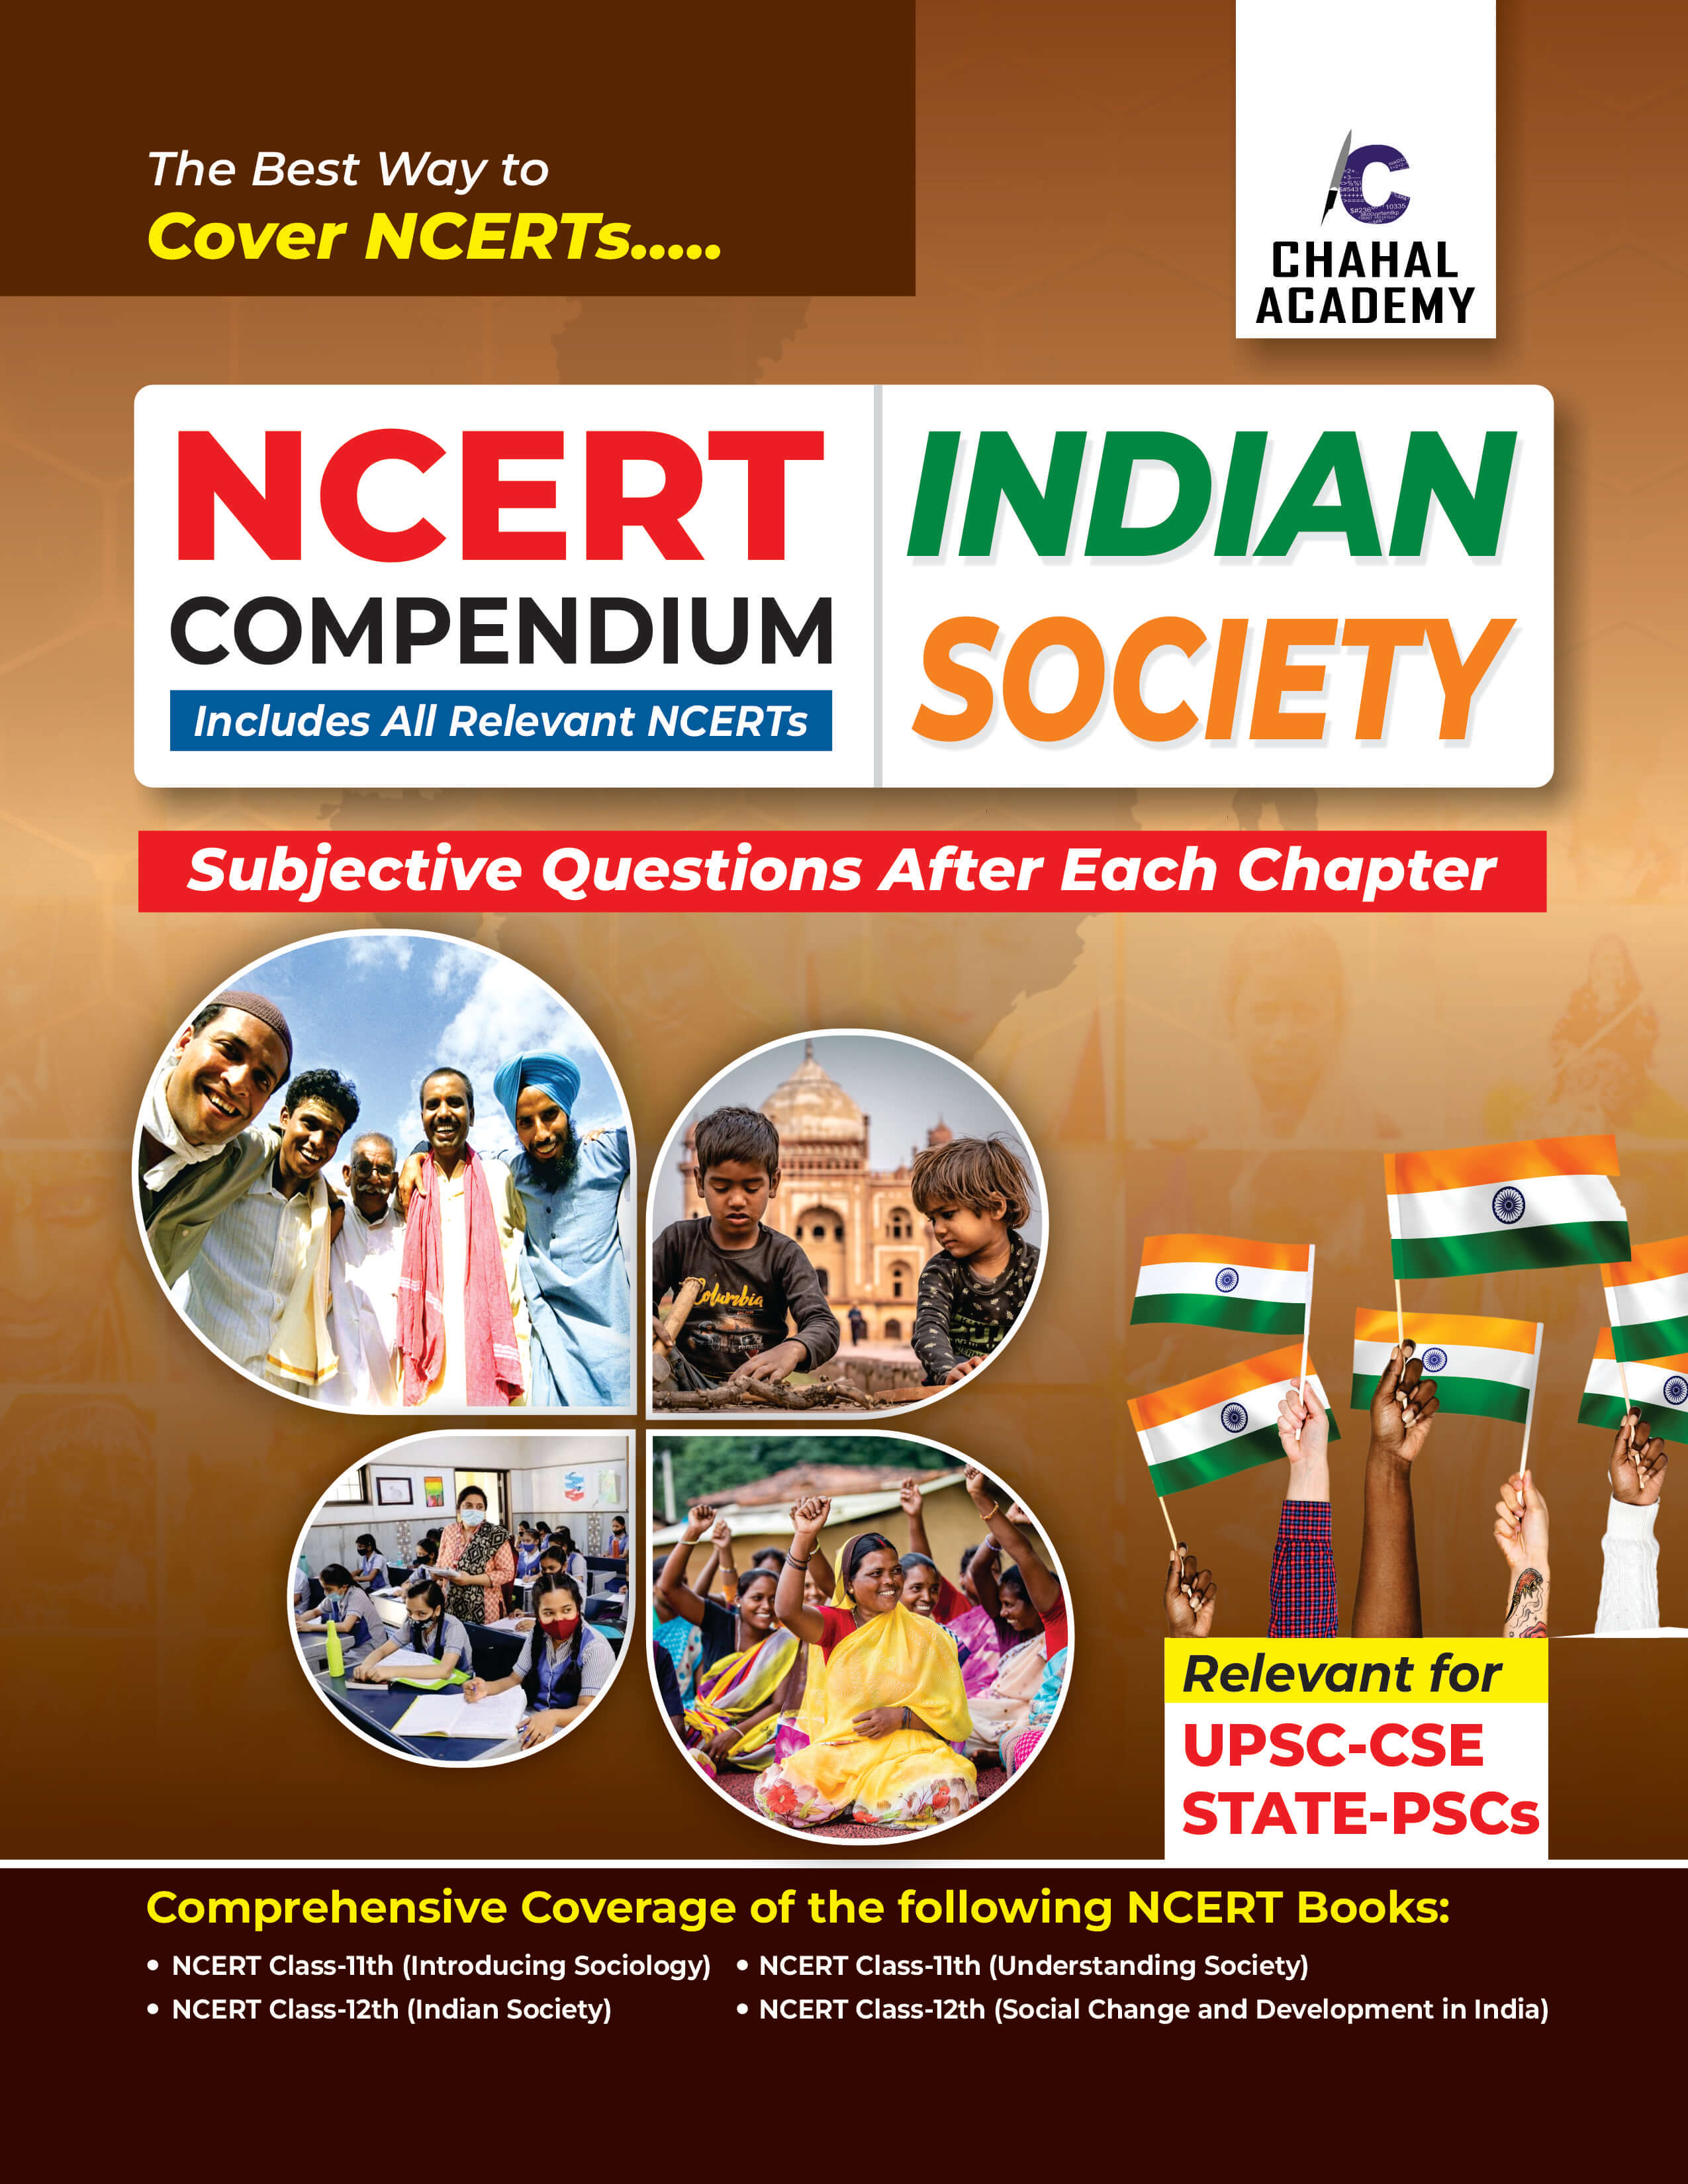 The Best Way to
Cover NCERTs.....
CHAHAL
ACADEMY
NCERT
COMPENDIUM
Includes All Relevant NCERTs
INDIAN
SOCIETY
Subjective Questions After Each Chapter
Columbia
Relevant for
UPSC-CSE
STATE-PSCs
Comprehensive Coverage of the following NCERT Books:
• NCERT Class-11th (Introducing Sociology)
• NCERT Class-11th (Understanding Society)
• NCERT Class-12th (Indian Society)
• NCERT Class-12th (Social Change and Development in India)